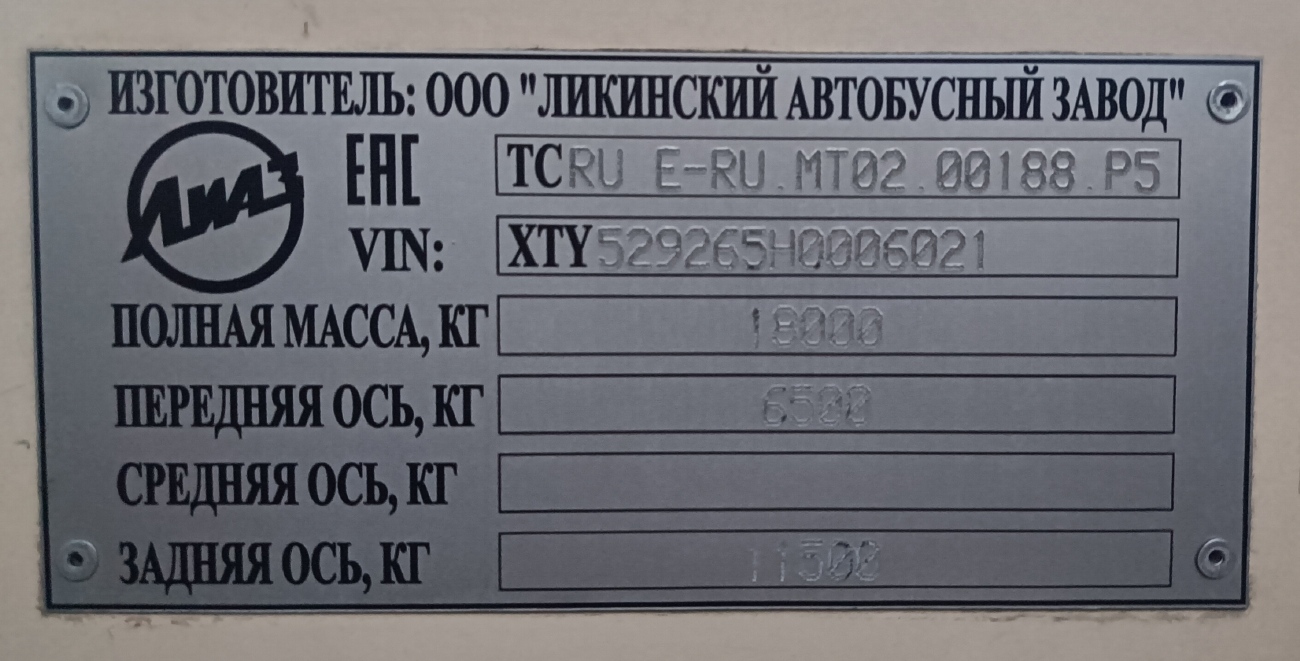 ИЗГОТОВИТЕЛЬ: ООО "ЛИКИНСКИЙ АВТОБУСНЫЙ ЗАВОД"
ЛИАЗ
ЕАС TC RU E-RU.MT02.00188.P5
VIN: XTY529265H0006021
ПОЛНАЯ МАССА, КГ 18000
ПЕРЕДНЯЯ ОСЬ, КГ 6500
СРЕДНЯЯ ОСЬ, КГ
ЗАДНЯЯ ОСЬ, КГ 11500